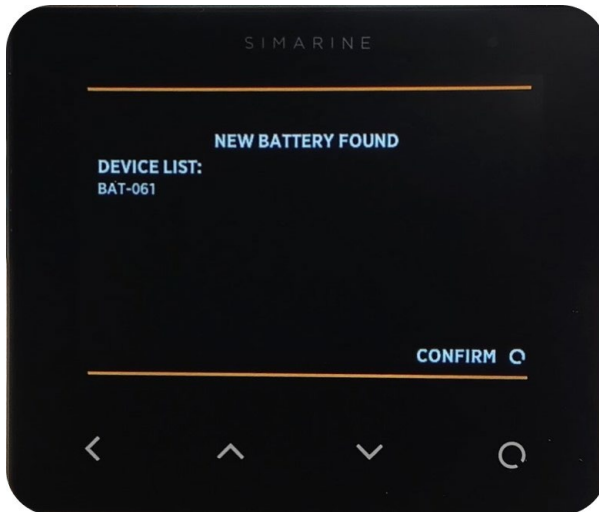 SIMARINE
NEW BATTERY FOUND
DEVICE LIST:
BAT-061
CONFIRM